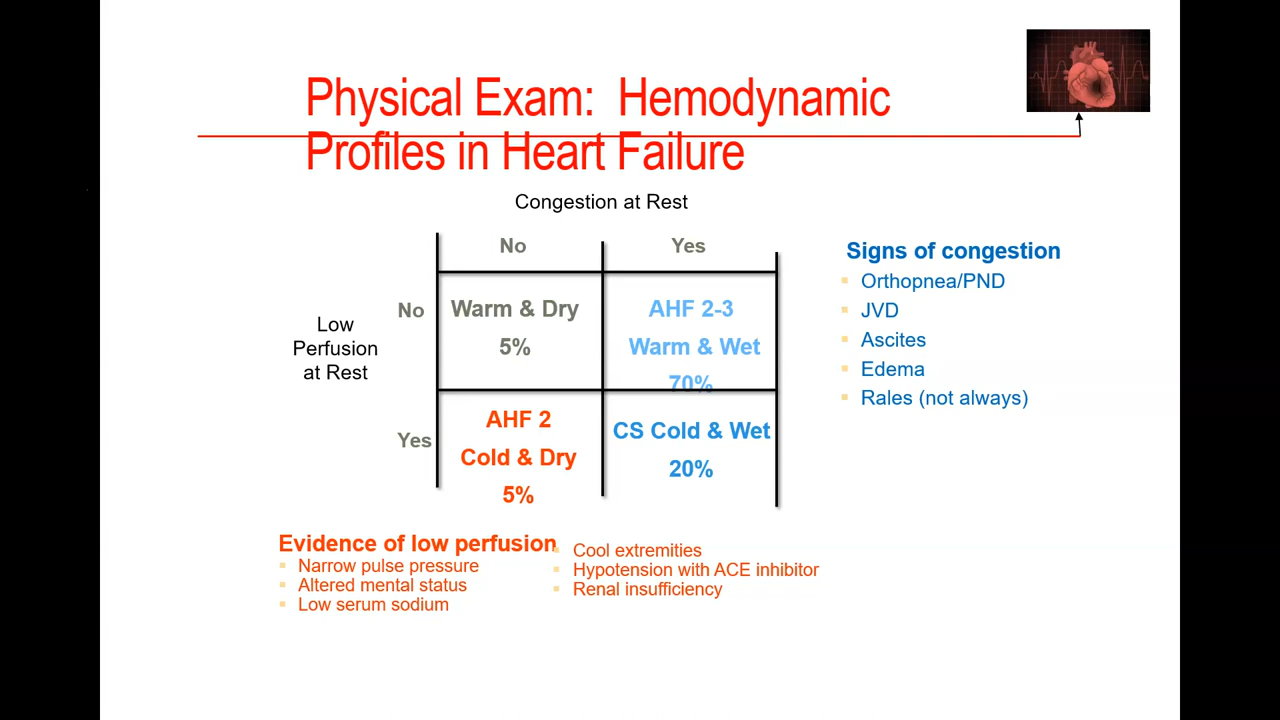 Physical Exam:  Hemodynamic
Profiles in Heart Failure
Congestion at Rest
No
Yes
Low
Perfusion
at Rest
No
Warm & Dry
5%
AHF 2-3
Warm & Wet
70%
Yes
AHF 2
Cold & Dry
5%
CS Cold & Wet
20%
Signs of congestion
Orthopnea/PND
JVD
Ascites
Edema
Rales (not always)
Evidence of low perfusion
Narrow pulse pressure
Altered mental status
Low serum sodium
Cool extremities
Hypotension with ACE inhibitor
Renal insufficiency